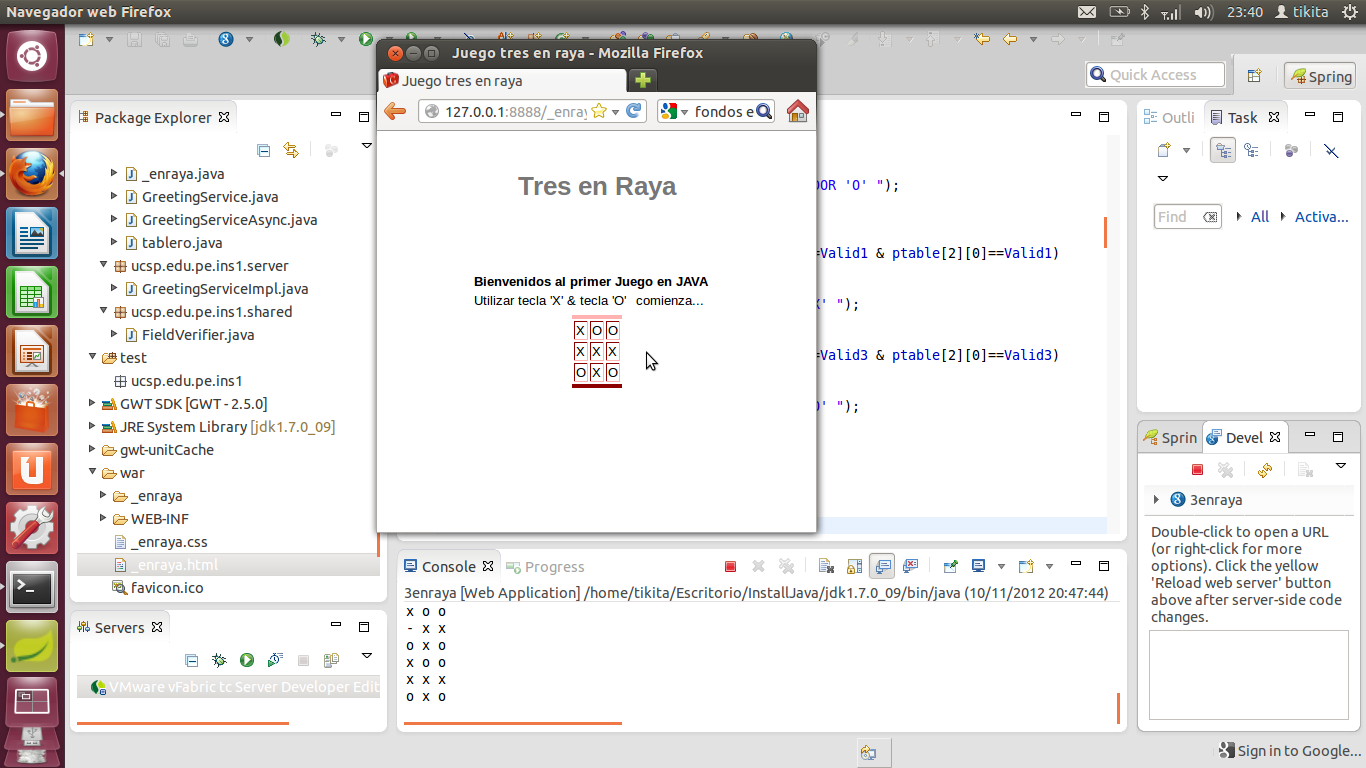 Navegador web Firefox
23:40
tikita
Quick Access
Spring
Package Explorer
_enraya.java
GreetingService.java
GreetingServiceAsync.java
tablero.java
ucsp.edu.pe.ins1.server
GreetingServiceImpl.java
ucsp.edu.pe.ins1.shared
FieldVerifier.java
test
ucsp.edu.pe.ins1
GWT SDK [GWT - 2.5.0]
JRE System Library [jdk1.7.0_09]
gwt-unitCache
war
_enraya
WEB-INF
_enraya.css
_enraya.html
favicon.ico
Servers
VMware vFabric tc Server Developer Edit
Juego tres en raya - Mozilla Firefox
Juego tres en raya
127.0.0.1:8888/_enray
fondos e
Tres en Raya
Bienvenidos al primer Juego en JAVA
Utilizar tecla 'X' & tecla 'O' comienza...
X O O
X X X
O X O
DOR 'O' ");
=Valid1 & ptable[2][0]==Valid1)
X' ");
=Valid3 & ptable[2][0]==Valid3)
O' ");
Console
Progress
3enraya [Web Application] /home/tikita/Escritorio/InstallJava/jdk1.7.0_09/bin/java (10/11/2012 20:47:44)
x o o
- x x
o x o
x o o
x x x
o x o
Outli
Task
Find
All
Activa...
Sprin
Devel
3enraya
Double-click to open a URL
(or right-click for more
options). Click the yellow
'Reload web server' button
above after server-side code
changes.
Sign in to Google...